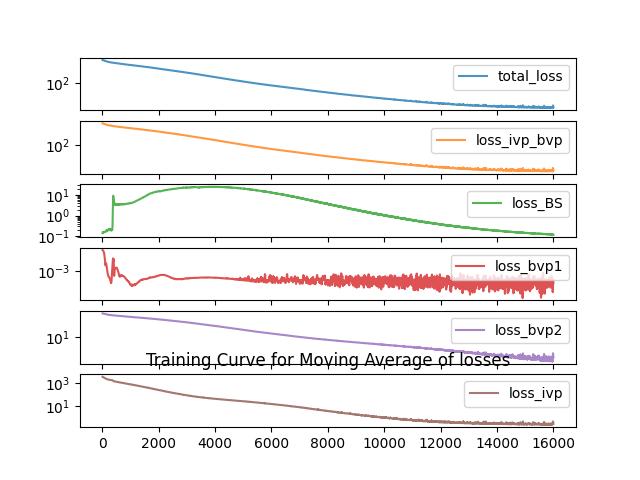 10²
total_loss
10²
loss_ivp_bvp
10¹
10⁰
10⁻¹
loss_BS
10⁻³
loss_bvp1
10¹
loss_bvp2
Training Curve for Moving Average of losses
10³
10¹
loss_ivp
0 2000 4000 6000 8000 10000 12000 14000 16000